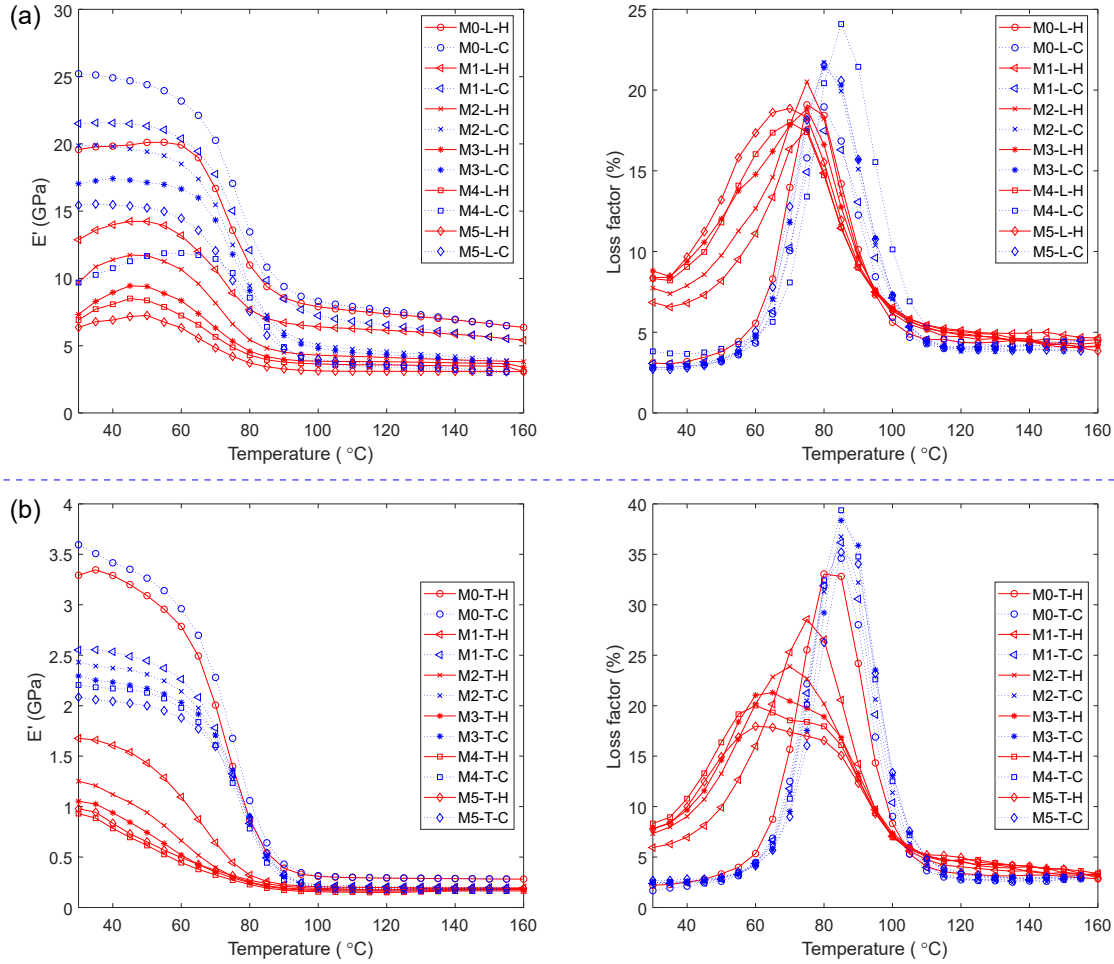 (a)
30
25
20
15
10
5
0
E' (GPa)
40
60
80
100
120
140
160
Temperature ( °C)
M0-L-H
M0-L-C
M1-L-H
M1-L-C
M2-L-H
M2-L-C
M3-L-H
M3-L-C
M4-L-H
M4-L-C
M5-L-H
M5-L-C
25
20
15
10
5
0
Loss factor (%)
40
60
80
100
120
140
160
Temperature ( °C)
M0-L-H
M0-L-C
M1-L-H
M1-L-C
M2-L-H
M2-L-C
M3-L-H
M3-L-C
M4-L-H
M4-L-C
M5-L-H
M5-L-C
(b)
4
3.5
3
2.5
2
1.5
1
0.5
0
E' (GPa)
40
60
80
100
120
140
160
Temperature ( °C)
M0-T-H
M0-T-C
M1-T-H
M1-T-C
M2-T-H
M2-T-C
M3-T-H
M3-T-C
M4-T-H
M4-T-C
M5-T-H
M5-T-C
40
30
20
10
0
Loss factor (%)
40
60
80
100
120
140
160
Temperature ( °C)
M0-T-H
M0-T-C
M1-T-H
M1-T-C
M2-T-H
M2-T-C
M3-T-H
M3-T-C
M4-T-H
M4-T-C
M5-T-H
M5-T-C